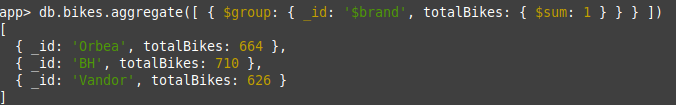 app> db.bikes.aggregate([ { $group: { _id: '$brand', totalBikes: { $sum: 1 } } } ])
[
  { _id: 'Orbea', totalBikes: 664 },
  { _id: 'BH', totalBikes: 710 },
  { _id: 'Vandor', totalBikes: 626 }
]